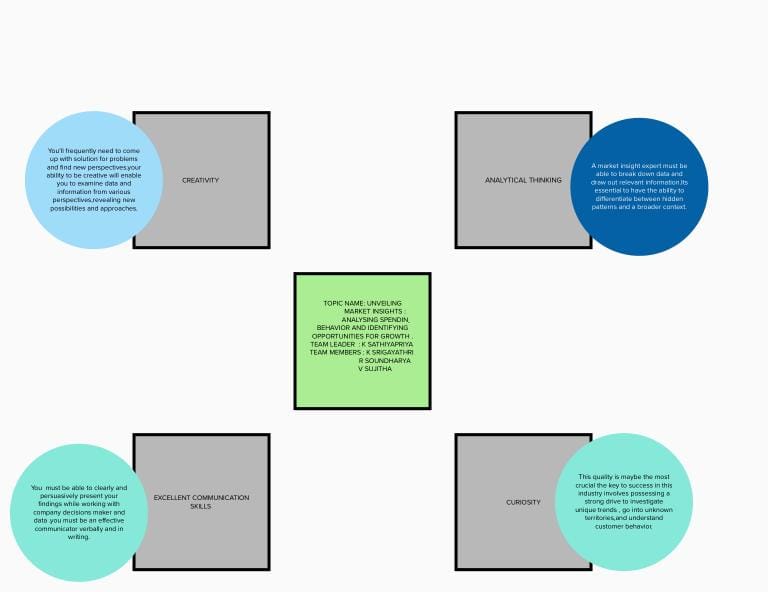 You'll frequently need to come
up with solution for problems
and find new perspectives.your
ability to be creative will enable
you to examine data and
information from various
perspectives,revealing new
possibilities and approaches.
CREATIVITY
ANALYTICAL THINKING
A market insight expert must be
able to break down data and
draw out relevant information.Its
essential to have the ability to
differentiate between hidden
patterns and a broader context.
TOPIC NAME: UNVEILING
MARKET INSIGHTS :
ANALYSING SPENDIN,
BEHAVIOR AND IDENTIFYING
OPPORTUNITIES FOR GROWTH .
TEAM LEADER : K SATHIYAPRIYA
TEAM MEMBERS : K SRIGAYATHRI
R SOUNDHARYA
V SUJITHA
You must be able to clearly and
persuasively present your
findings while working with
company decisions maker and
data .you must be an effective
communicator verbally and in
writing.
EXCELLENT COMMUNICATION
SKILLS
CURIOSITY
This quality is maybe the most
crucial the key to success in this
industry involves possessing a
strong drive to investigate
unique trends , go into unknown
territories,and understand
customer behavior.